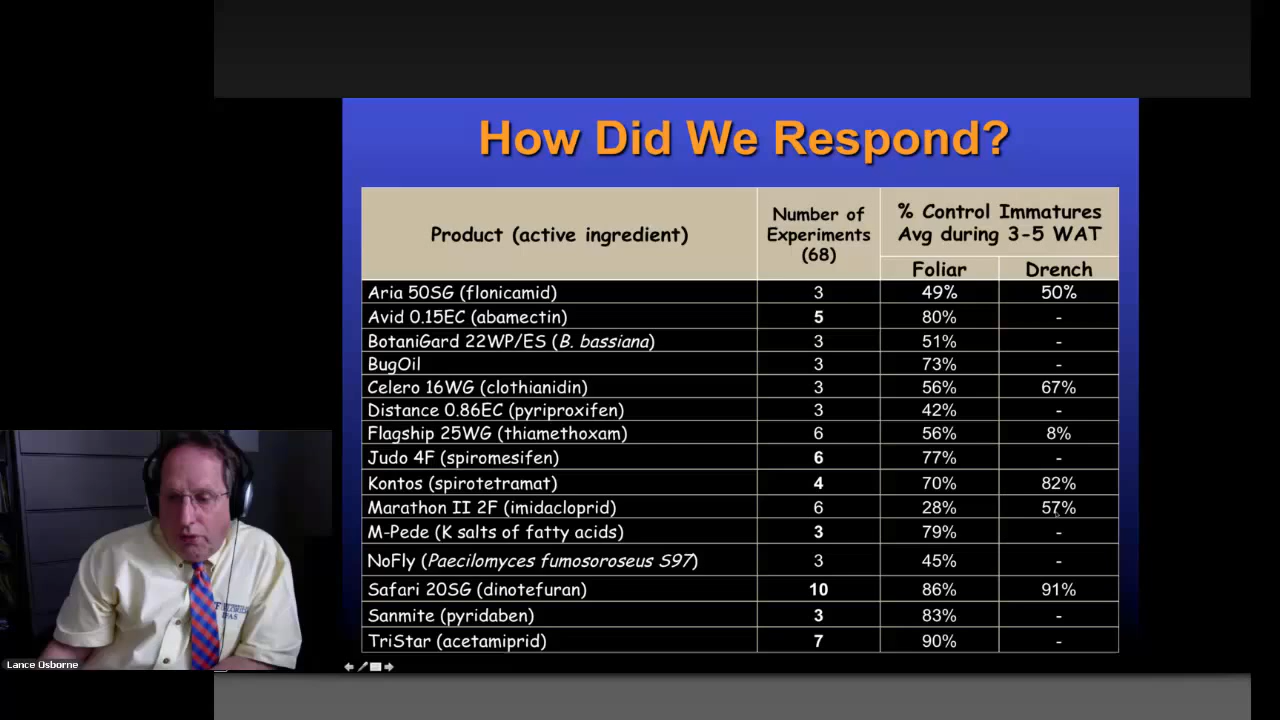 How Did We Respond?
Product (active ingredient)
Number of
Experiments
(68)
% Control Immatures
Avg during 3-5 WAT
Foliar Drench
Aria 50SG (flonicamid) 3 49% 50%
Avid 0.15EC (abamectin) 5 80% -
BotaniGard 22WP/ES (B. bassiana) 3 51% -
BugOil 3 73% -
Celero 16WG (clothianidin) 3 56% 67%
Distance 0.86EC (pyriproxifen) 3 42% -
Flagship 25WG (thiamethoxam) 6 56% 8%
Judo 4F (spiromesifen) 6 77% -
Kontos (spirotetramat) 4 70% 82%
Marathon II 2F (imidacloprid) 6 28% 57%
M-Pede (K salts of fatty acids) 3 79% -
NoFly (Paecilomyces fumosoroseus S97) 3 45% -
Safari 20SG (dinotefuran) 10 86% 91%
Sanmite (pyridaben) 3 83% -
TriStar (acetamiprid) 7 90% -
Lance Osborne